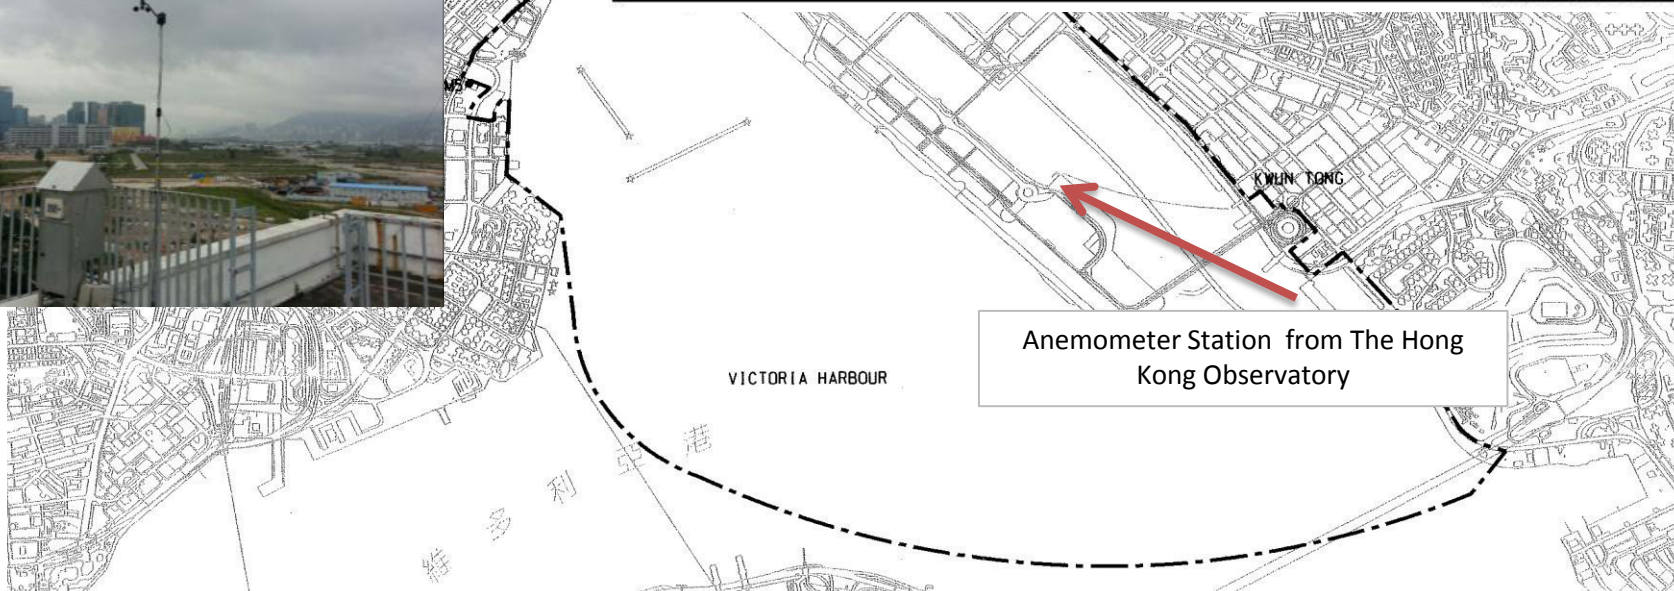 KWUN TONG
Anemometer Station from The Hong
Kong Observatory
VICTORIA HARBOUR
維多利亞港